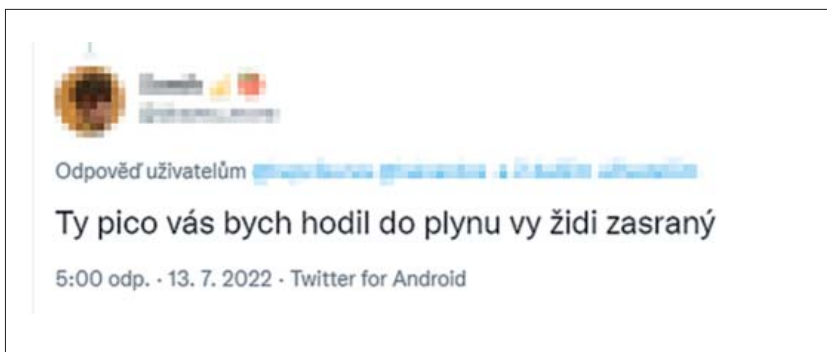 Odpověď uživatelům
Ty pico vás bych hodil do plynu vy židi zasraný
5:00 odp. · 13. 7. 2022 · Twitter for Android